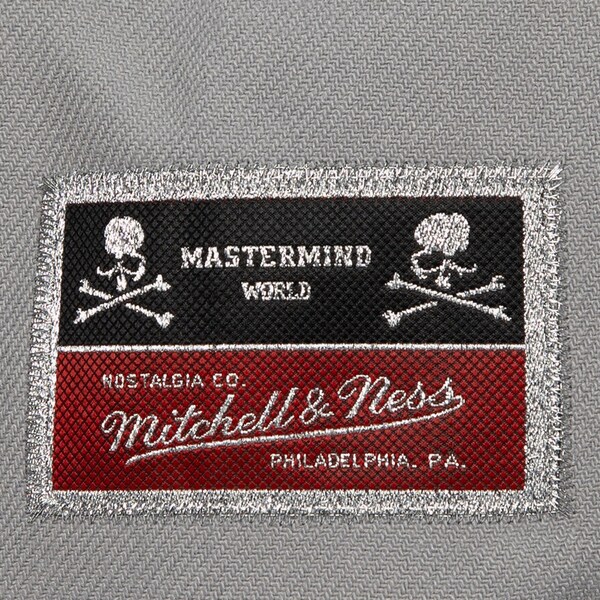 MASTERMIND
WORLD
NOSTALGIA CO.
Mitchell & Ness
PHILADELPHIA. PA.